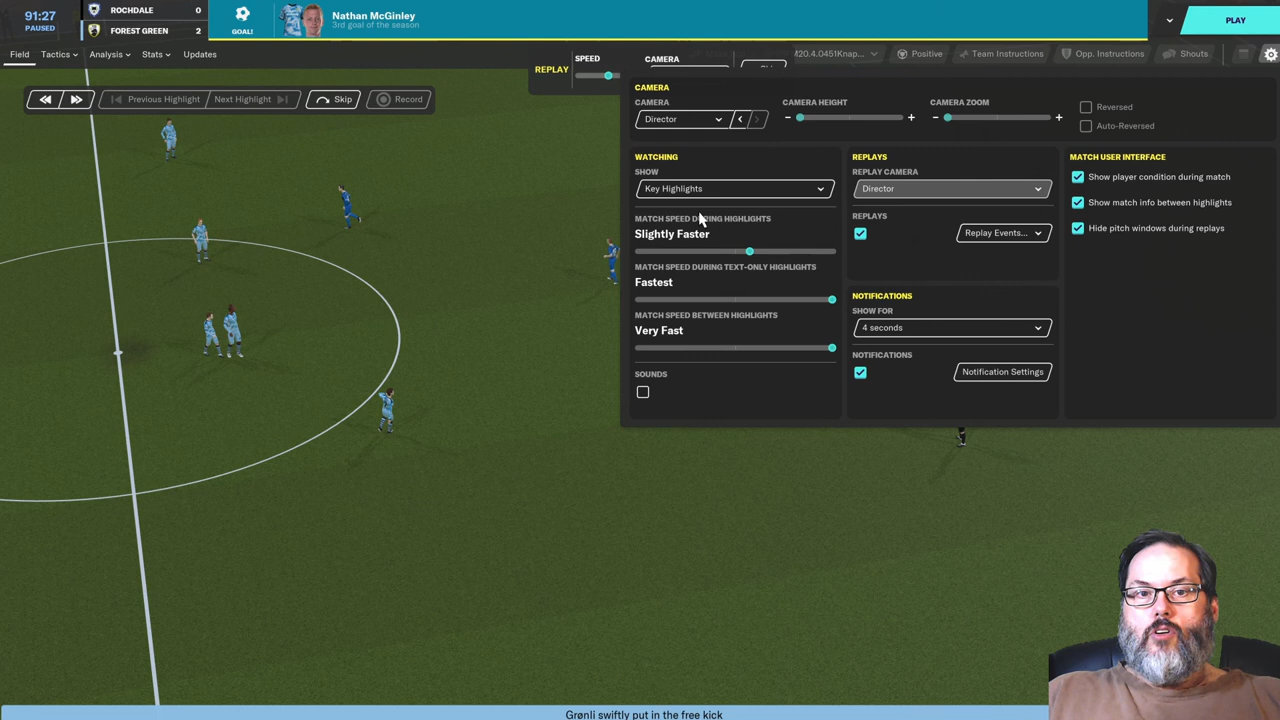 91:27
PAUSED
ROCHDALE 0
FOREST GREEN 2
GOAL!
Nathan McGinley
3rd goal of the season
PLAY
Field
Tactics
Analysis
Stats
Updates
REPLAY
SPEED
CAMERA
Positive
Team Instructions
Opp. Instructions
Shouts
Previous Highlight
Next Highlight
Skip
Record
CAMERA
CAMERA
Director
CAMERA HEIGHT
- +
CAMERA ZOOM
- +
Reversed
Auto-Reversed
WATCHING
SHOW
Key Highlights
MATCH SPEED DURING HIGHLIGHTS
Slightly Faster
MATCH SPEED DURING TEXT-ONLY HIGHLIGHTS
Fastest
MATCH SPEED BETWEEN HIGHLIGHTS
Very Fast
SOUNDS
REPLAYS
REPLAY CAMERA
Director
REPLAYS
Replay Events...
NOTIFICATIONS
SHOW FOR
4 seconds
NOTIFICATIONS
Notification Settings
MATCH USER INTERFACE
Show player condition during match
Show match info between highlights
Hide pitch windows during replays
Grønli swiftly put in the free kick